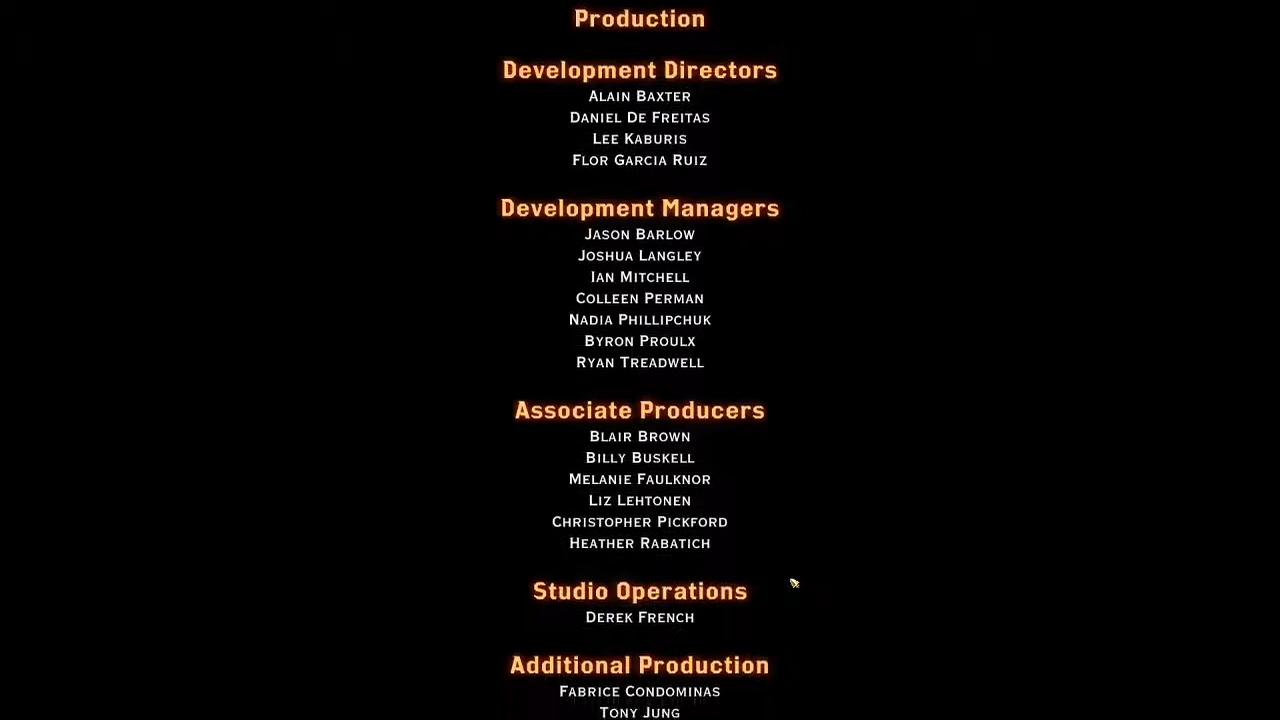 Production
Development Directors
Alain Baxter
Daniel De Freitas
Lee Kaburis
Flor Garcia Ruiz
Development Managers
Jason Barlow
Joshua Langley
Ian Mitchell
Colleen Perman
Nadia Phillipchuk
Byron Proulx
Ryan Treadwell
Associate Producers
Blair Brown
Billy Buskell
Melanie Faulknor
Liz Lehtonen
Christopher Pickford
Heather Rabatich
Studio Operations
Derek French
Additional Production
Fabrice Condominas
Tony Jung